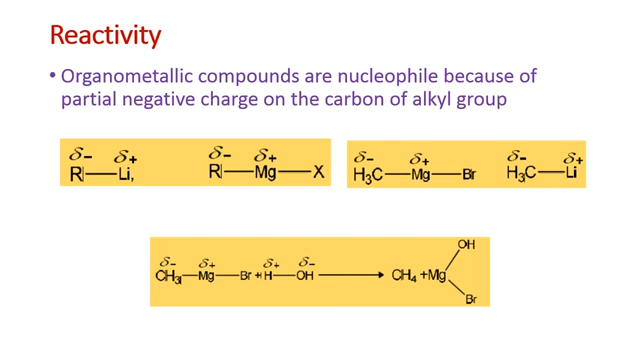 Reactivity
• Organometallic compounds are nucleophile because of
partial negative charge on the carbon of alkyl group
δ− δ+ δ− δ+ δ− δ+ δ− δ+
R—Li, R—Mg—X H₃C—Mg—Br H₃C—Li
OH
δ− δ+ δ+ δ−
CH₃—Mg—Br + H—OH → CH₄ + Mg
Br